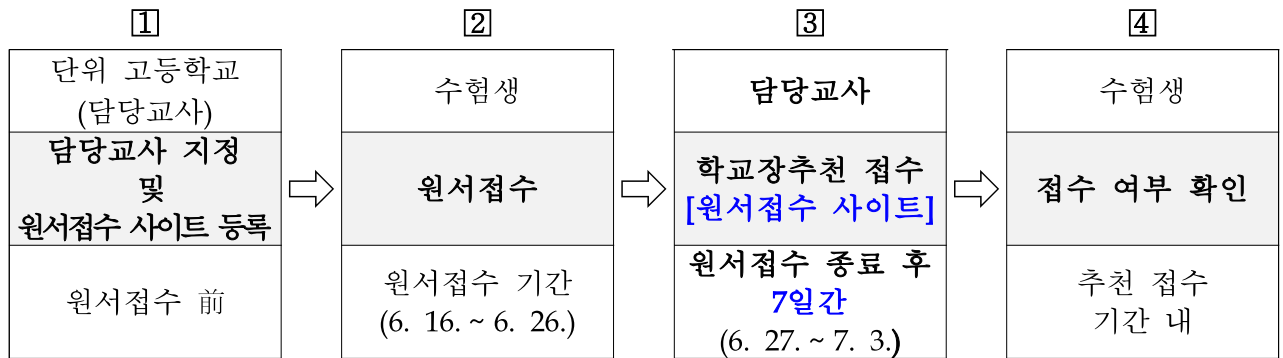 1
단위 고등학교
(담당교사)
담당교사 지정
및
원서접수 사이트 등록
원서접수 前
2
수험생
원서접수
원서접수 기간
(6. 16. ~ 6. 26.)
3
담당교사
학교장추천 접수
[원서접수 사이트]
원서접수 종료 후
7일간
(6. 27. ~ 7. 3.)
4
수험생
접수 여부 확인
추천 접수
기간 내